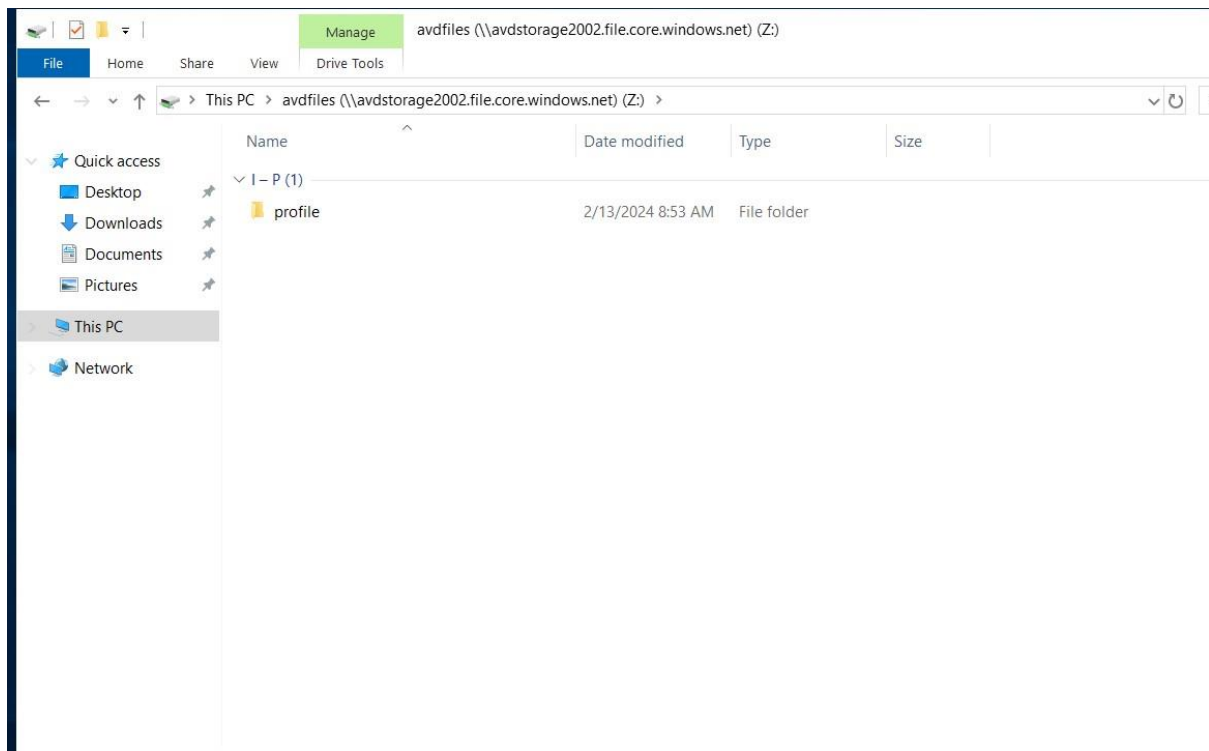 Manage avdfiles (\\avdstorage2002.file.core.windows.net) (Z:)
File Home Share View Drive Tools
This PC > avdfiles (\\avdstorage2002.file.core.windows.net) (Z:) >
Name Date modified Type Size
Quick access
I – P (1)
Desktop
profile 2/13/2024 8:53 AM File folder
Downloads
Documents
Pictures
This PC
Network